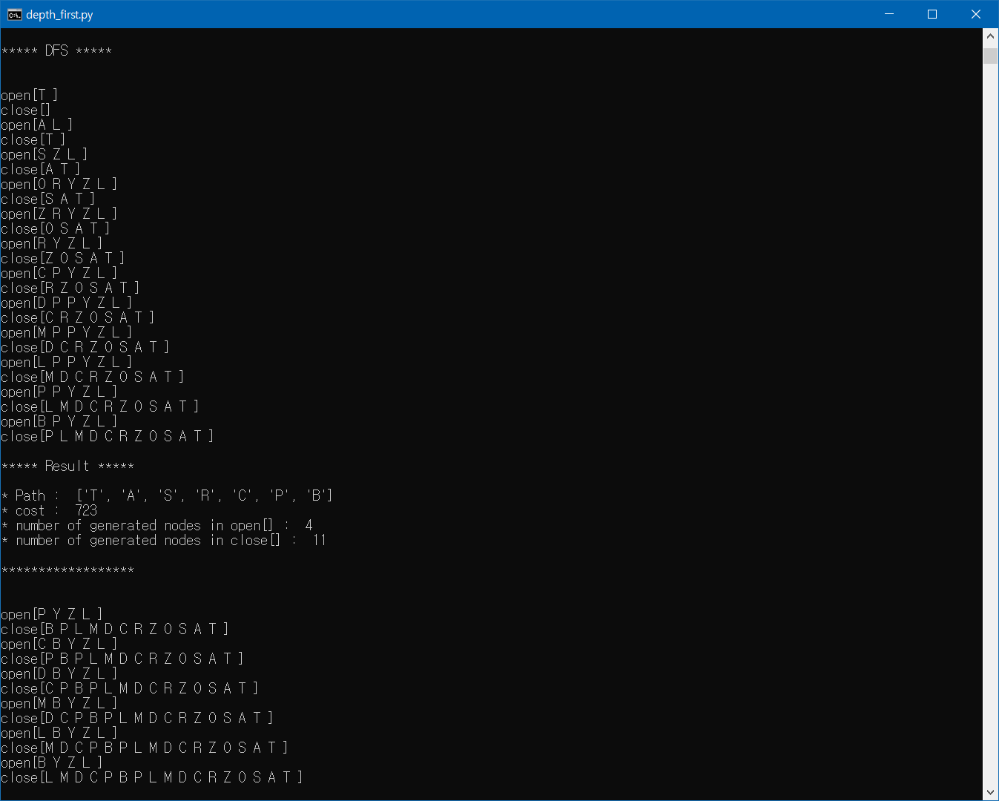 depth_first.py
***** DFS *****
open[T ]
close[]
open[A L ]
close[T ]
open[S Z L ]
close[A T ]
open[O R Y Z L ]
close[S A T ]
open[Z R Y Z L ]
close[O S A T ]
open[R Y Z L ]
close[Z O S A T ]
open[C P Y Z L ]
close[R Z O S A T ]
open[D P P Y Z L ]
close[C R Z O S A T ]
open[M P P Y Z L ]
close[D C R Z O S A T ]
open[L P P Y Z L ]
close[M D C R Z O S A T ]
open[P P Y Z L ]
close[L M D C R Z O S A T ]
open[B P Y Z L ]
close[P L M D C R Z O S A T ]
***** Result *****
* Path :  ['T', 'A', 'S', 'R', 'C', 'P', 'B']
* cost :  723
* number of generated nodes in open[] :  4
* number of generated nodes in close[] :  11
******************
open[P Y Z L ]
close[B P L M D C R Z O S A T ]
open[C B Y Z L ]
close[P B P L M D C R Z O S A T ]
open[D B Y Z L ]
close[C P B P L M D C R Z O S A T ]
open[M B Y Z L ]
close[D C P B P L M D C R Z O S A T ]
open[L B Y Z L ]
close[M D C P B P L M D C R Z O S A T ]
open[B Y Z L ]
close[L M D C P B P L M D C R Z O S A T ]